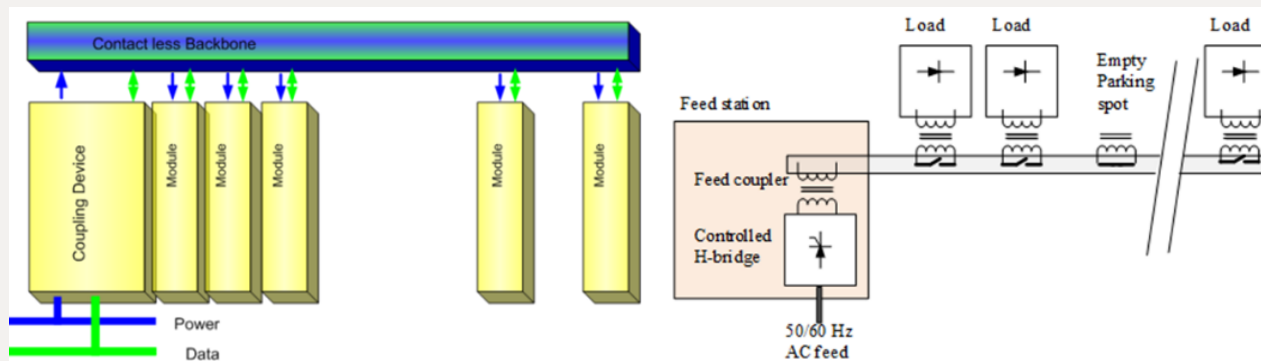 Contact less Backbone
Coupling Device
Module
Module
Module
Module
Module
Power
Data
Load
Load
Load
Empty
Parking
spot
Feed station
Feed coupler
Controlled
H-bridge
50/60 Hz
AC feed